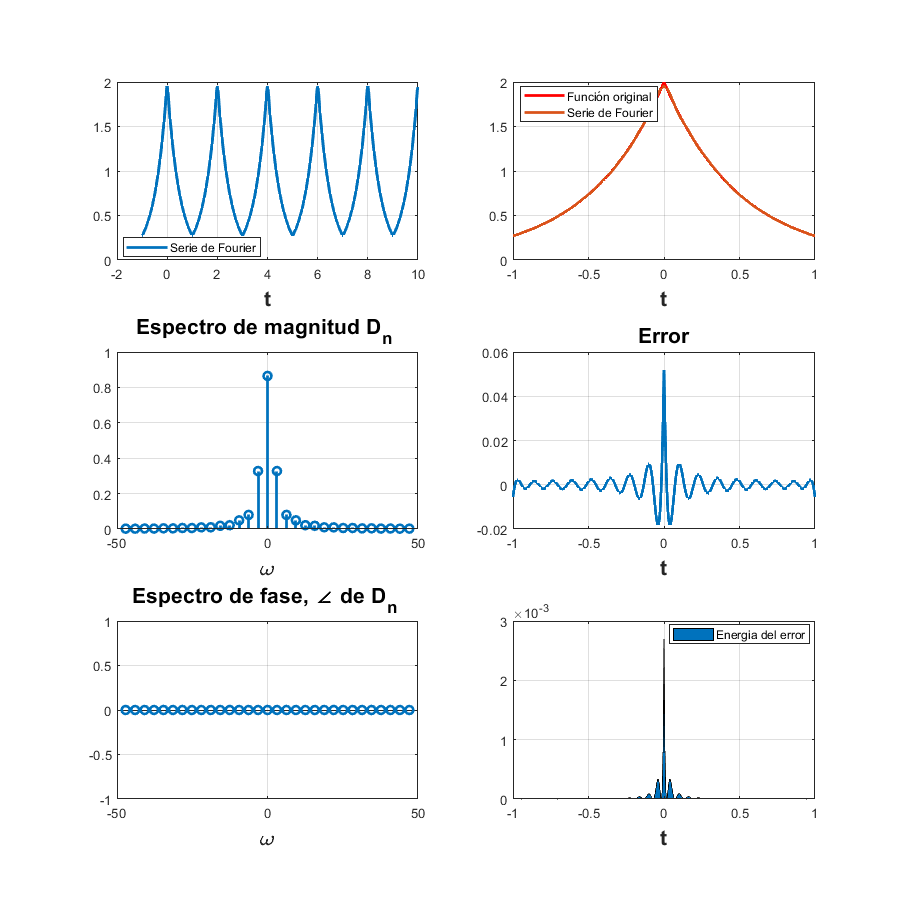 2
1.5
1
0.5
0
Serie de Fourier
-2 0 2 4 6 8 10
t
2
1.5
1
0.5
0
Función original
Serie de Fourier
-1 -0.5 0 0.5 1
t
Espectro de magnitud Dn
1
0.8
0.6
0.4
0.2
0
-50 0 50
ω
Error
0.06
0.04
0.02
0
-0.02
-1 -0.5 0 0.5 1
t
Espectro de fase, ∠ de Dn
1
0.5
0
-0.5
-1
-50 0 50
ω
×10-3
3
2
1
0
Energia del error
-1 -0.5 0 0.5 1
t